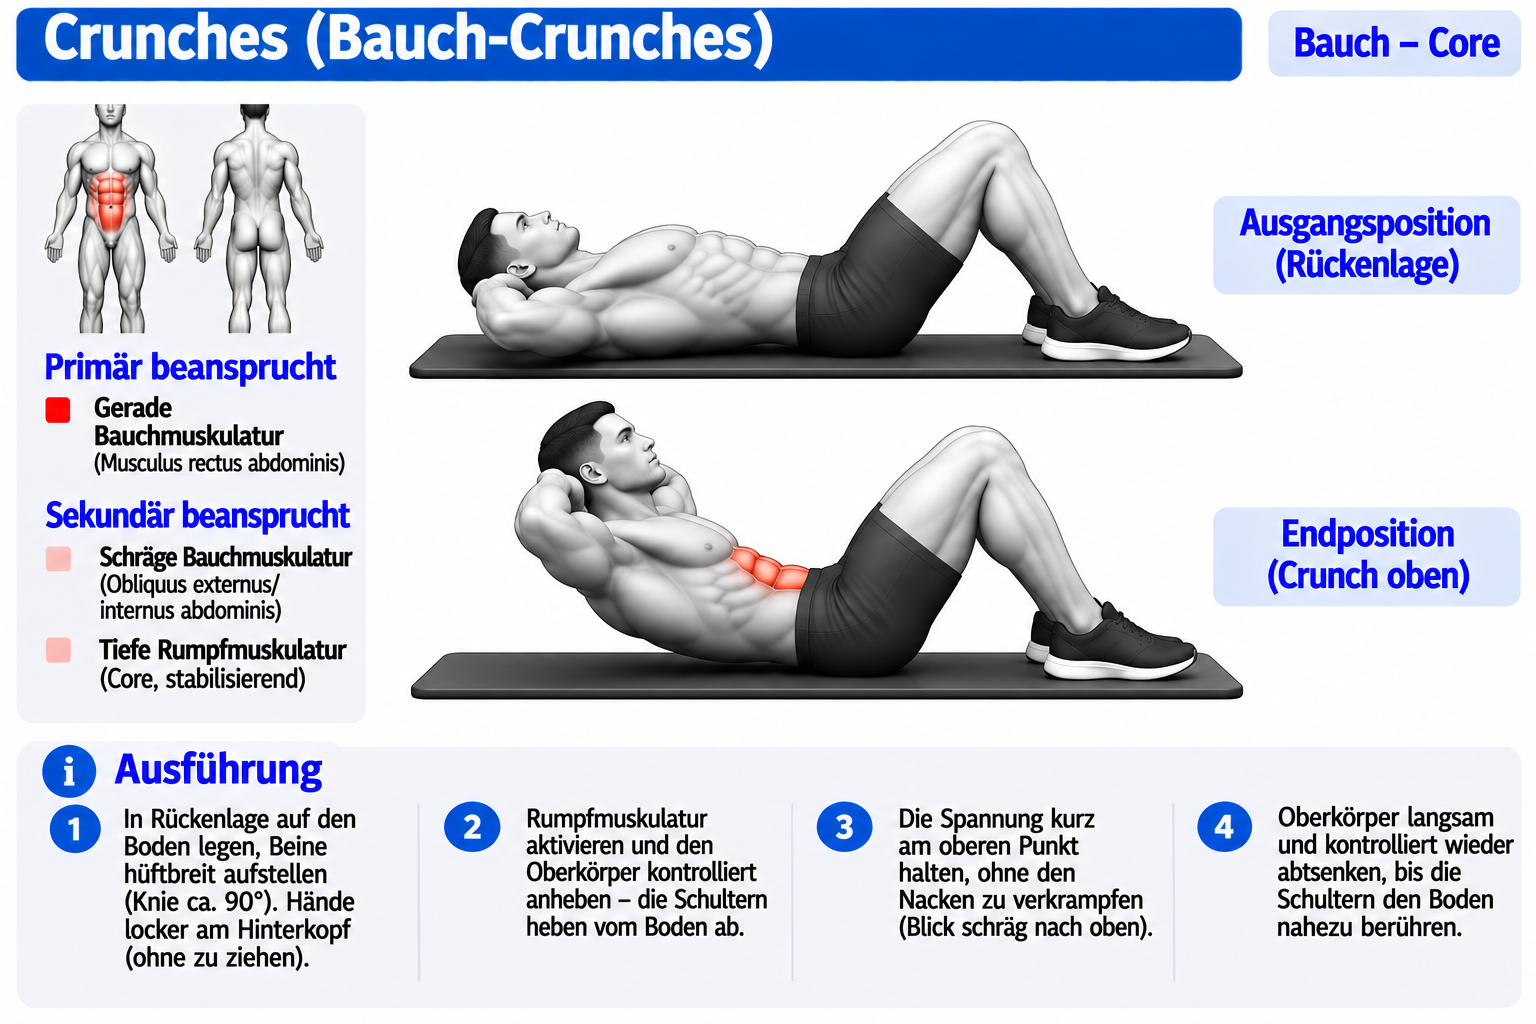 Crunches (Bauch-Crunches)
Bauch – Core
Ausgangsposition
(Rückenlage)
Primär beansprucht
Gerade
Bauchmuskulatur
(Musculus rectus abdominis)
Sekundär beansprucht
Schräge Bauchmuskulatur
(Obliquus externus/
internus abdominis)
Tiefe Rumpfmuskulatur
(Core, stabilisierend)
Endposition
(Crunch oben)
i Ausführung
1
In Rückenlage auf den
Boden legen, Beine
hüftbreit aufstellen
(Knie ca. 90°). Hände
locker am Hinterkopf
(ohne zu ziehen).
2
Rumpfmuskulatur
aktivieren und den
Oberkörper kontrolliert
anheben – die Schultern
heben vom Boden ab.
3
Die Spannung kurz
am oberen Punkt
halten, ohne den
Nacken zu verkrampfen
(Blick schräg nach oben).
4
Oberkörper langsam
und kontrolliert wieder
abtsenken, bis die
Schultern den Boden
nahezu berühren.